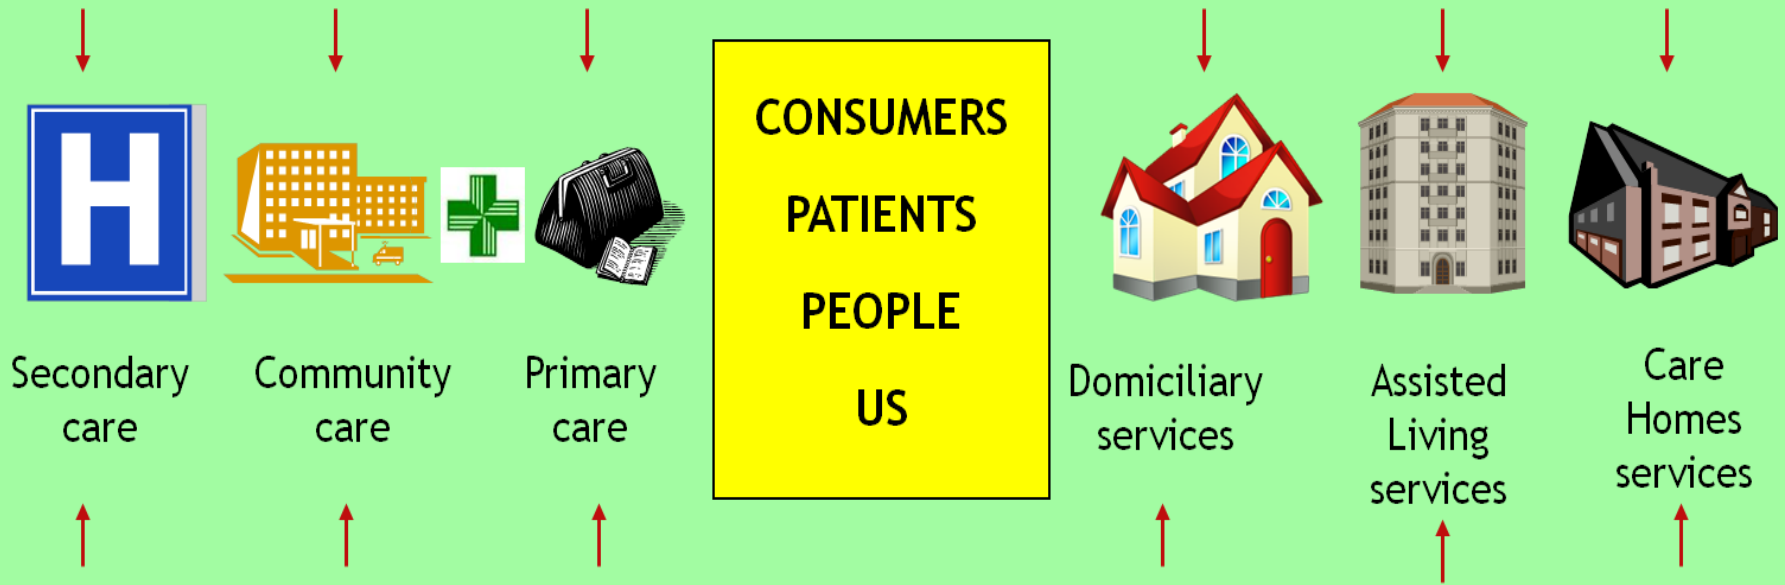 H
Secondary
care
Community
care
Primary
care
CONSUMERS
PATIENTS
PEOPLE
US
Domiciliary
services
Assisted
Living
services
Care
Homes
services